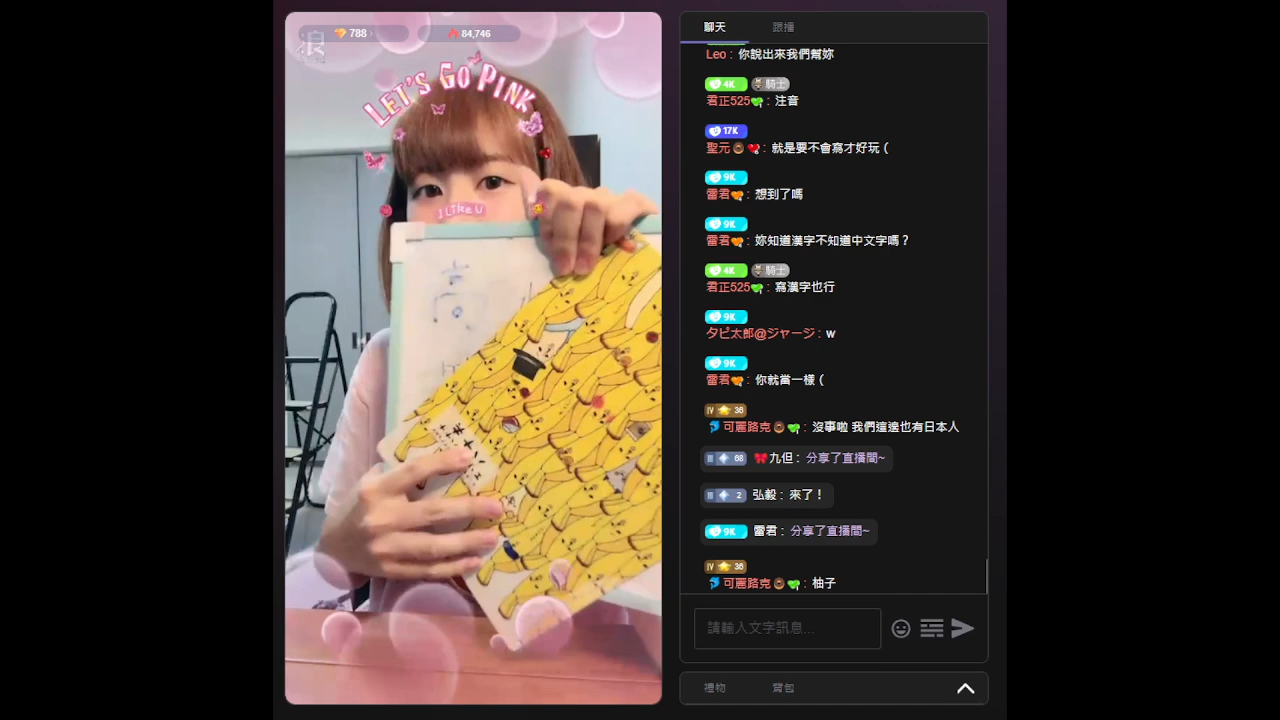 788
84,746
浪
LET'S GO PINK
I Like U
高
聊天
跟播
Leo : 你說出來我們幫妳
4K 騎士
君正525 : 注音
17K
聖元 : 就是要不會寫才好玩 (
9K
雷君 : 想到了嗎
9K
雷君 : 妳知道漢字不知道中文字嗎？
4K 騎士
君正525 : 寫漢字也行
9K
夕ピ太郎@ジャージ : w
9K
雷君 : 你就當一樣 (
IV 36
可麗路克 : 沒事啦 我們這邊也有日本人
III 68 九但 : 分享了直播間~
III 2 弘毅 : 來了！
9K 雷君 : 分享了直播間~
IV 36
可麗路克 : 柚子
請輸入文字訊息...
禮物
背包